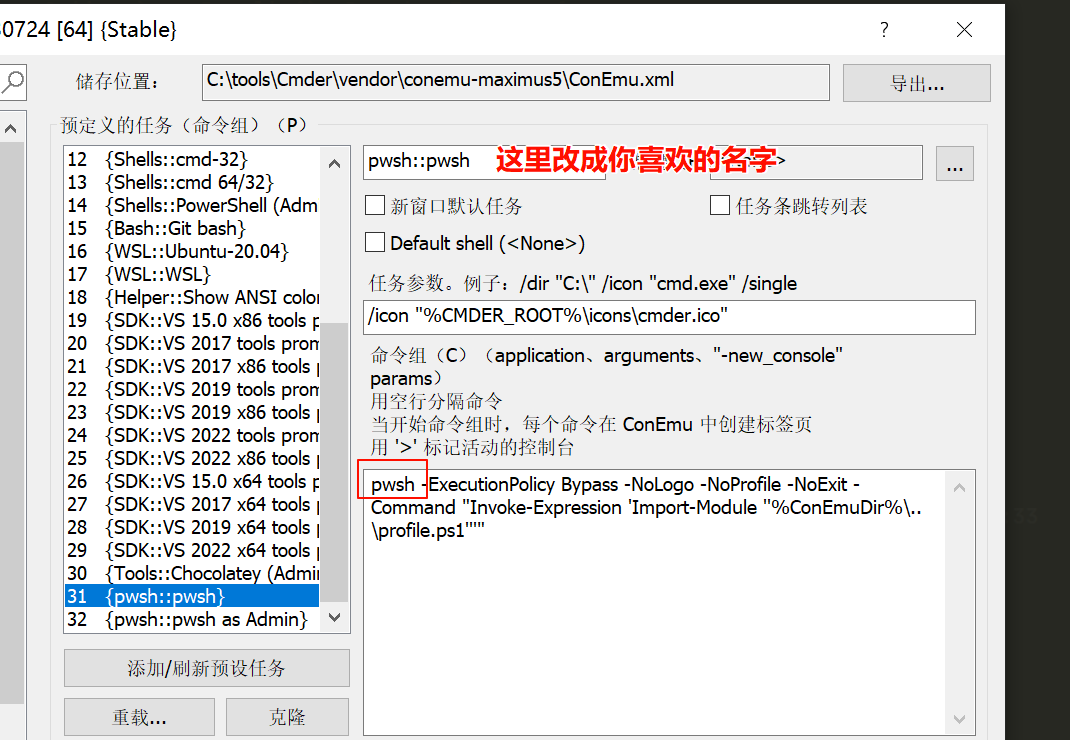 0724 [64] {Stable}
?
储存位置：
C:\tools\Cmder\vendor\conemu-maximus5\ConEmu.xml
导出...
预定义的任务（命令组）（P）
12 {Shells::cmd-32}
13 {Shells::cmd 64/32}
14 {Shells::PowerShell (Adm
15 {Bash::Git bash}
16 {WSL::Ubuntu-20.04}
17 {WSL::WSL}
18 {Helper::Show ANSI color
19 {SDK::VS 15.0 x86 tools p
20 {SDK::VS 2017 tools prom
21 {SDK::VS 2017 x86 tools p
22 {SDK::VS 2019 tools prom
23 {SDK::VS 2019 x86 tools p
24 {SDK::VS 2022 tools prom
25 {SDK::VS 2022 x86 tools p
26 {SDK::VS 15.0 x64 tools p
27 {SDK::VS 2017 x64 tools p
28 {SDK::VS 2019 x64 tools p
29 {SDK::VS 2022 x64 tools p
30 {Tools::Chocolatey (Admi
31 {pwsh::pwsh}
32 {pwsh::pwsh as Admin}
添加/刷新预设任务
重载...
克隆
pwsh::pwsh
这里改成你喜欢的名字
...
新窗口默认任务
任务条跳转列表
Default shell (<None>)
任务参数。例子：/dir "C:\" /icon "cmd.exe" /single
/icon "%CMDER_ROOT%\icons\cmder.ico"
命令组（C）（application、arguments、"-new_console"
params）
用空行分隔命令
当开始命令组时，每个命令在 ConEmu 中创建标签页
用 '>' 标记活动的控制台
pwsh -ExecutionPolicy Bypass -NoLogo -NoProfile -NoExit -
Command "Invoke-Expression 'Import-Module ''%ConEmuDir%\..
\profile.ps1'''"